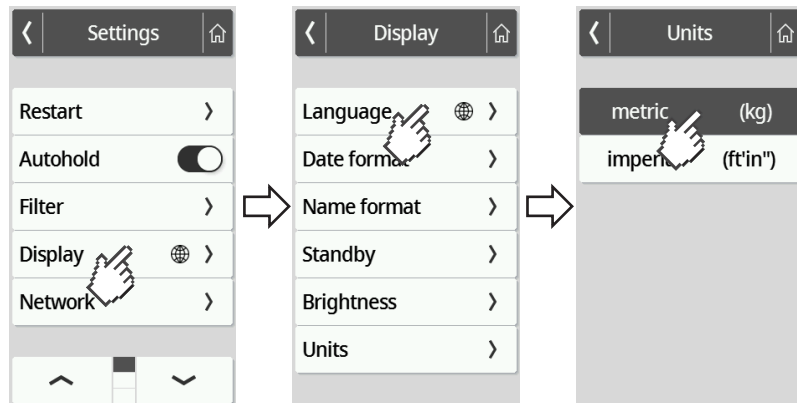 Settings
Restart
Autohold
Filter
Display
Network
Display
Language
Date format
Name format
Standby
Brightness
Units
Units
metric (kg)
(ft'in")